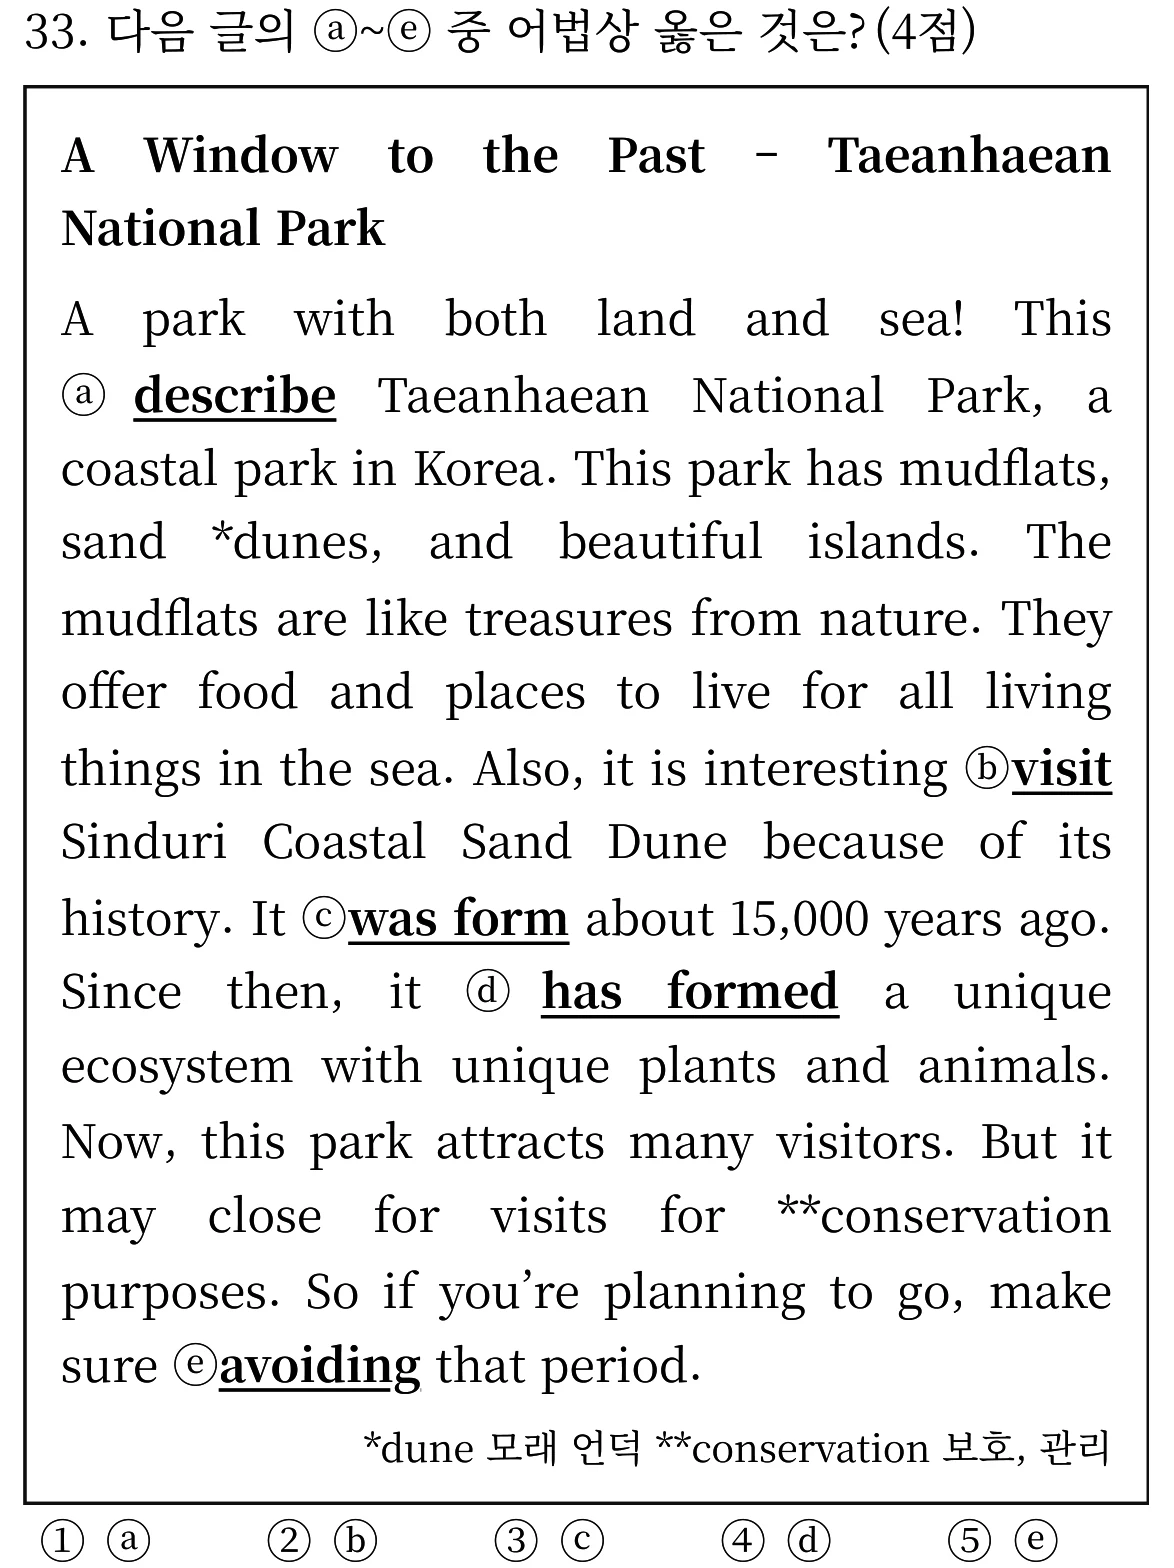 33. 다음 글의 ⓐ~ⓔ 중 어법상 옳은 것은? (4점)
A Window to the Past – Taeanhaean
National Park
A park with both land and sea! This
ⓐ describe Taeanhaean National Park, a
coastal park in Korea. This park has mudflats,
sand *dunes, and beautiful islands. The
mudflats are like treasures from nature. They
offer food and places to live for all living
things in the sea. Also, it is interesting ⓑvisit
Sinduri Coastal Sand Dune because of its
history. It ⓒwas form about 15,000 years ago.
Since then, it ⓓ has formed a unique
ecosystem with unique plants and animals.
Now, this park attracts many visitors. But it
may close for visits for **conservation
purposes. So if you’re planning to go, make
sure ⓔavoiding that period.
*dune 모래 언덕 **conservation 보호, 관리
① ⓐ ② ⓑ ③ ⓒ ④ ⓓ ⑤ ⓔ